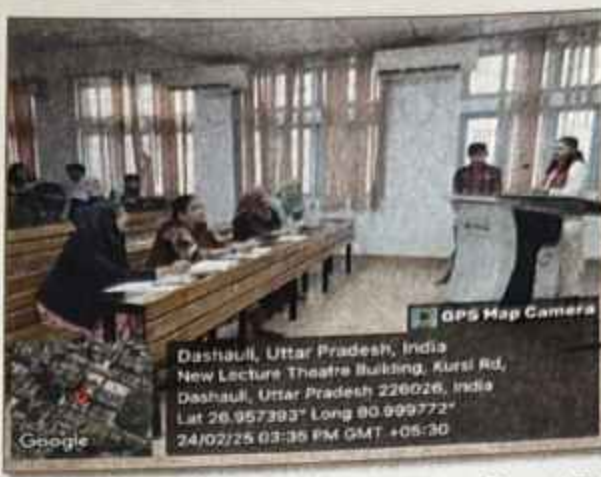 GPS Map Camera
Dashauli, Uttar Pradesh, India
New Lecture Theatre Building, Kursi Rd,
Dashauli, Uttar Pradesh 226026, India
Lat 26.957393° Long 80.999772°
24/02/25 03:35 PM GMT +05:30
Google